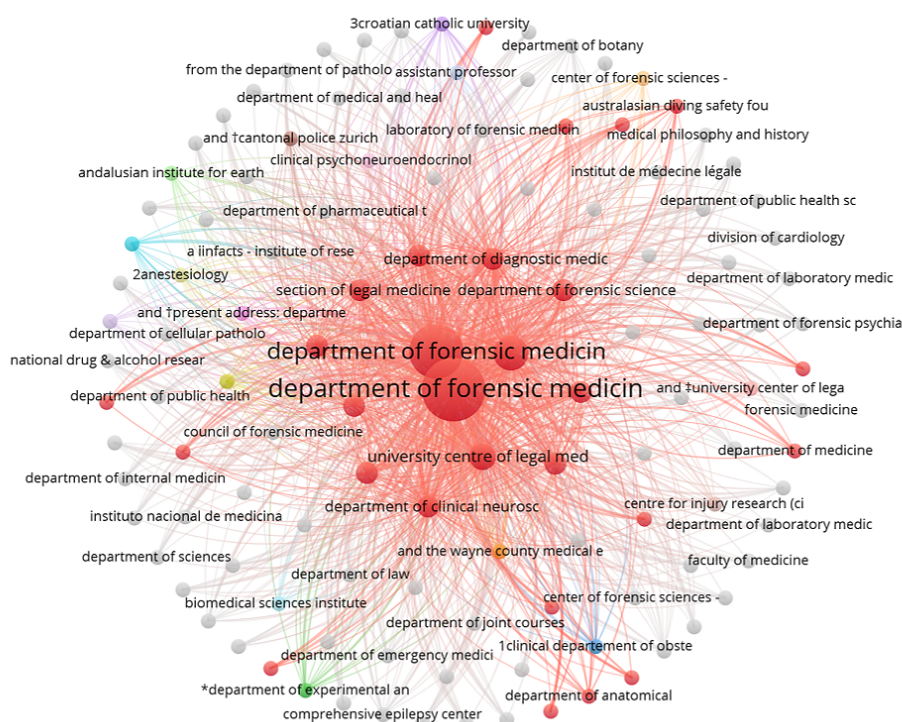 3croatian catholic university
department of botany
from the department of patholo
assistant professor
center of forensic sciences -
department of medical and heal
australasian diving safety fou
and †cantonal police zurich
laboratory of forensic medicin
medical philosophy and history
clinical psychoneuroendocrinol
andalusian institute for earth
institut de médecine légale
department of public health sc
department of pharmaceutical t
division of cardiology
a iinfacts - institute of rese
department of diagnostic medic
2anestesiology
department of laboratory medic
section of legal medicine
department of forensic science
and †present address: departme
department of forensic psychia
department of cellular patholo
department of forensic medicin
national drug & alcohol resear
department of forensic medicin
and ‡university center of lega
department of public health
forensic medicine
council of forensic medicine
department of medicine
university centre of legal med
department of internal medicin
department of clinical neurosc
centre for injury research (ci
instituto nacional de medicina
department of laboratory medic
department of sciences
and the wayne county medical e
faculty of medicine
department of law
biomedical sciences institute
center of forensic sciences -
department of joint courses
1clinical departement of obste
department of emergency medici
*department of experimental an
department of anatomical
comprehensive epilepsy center